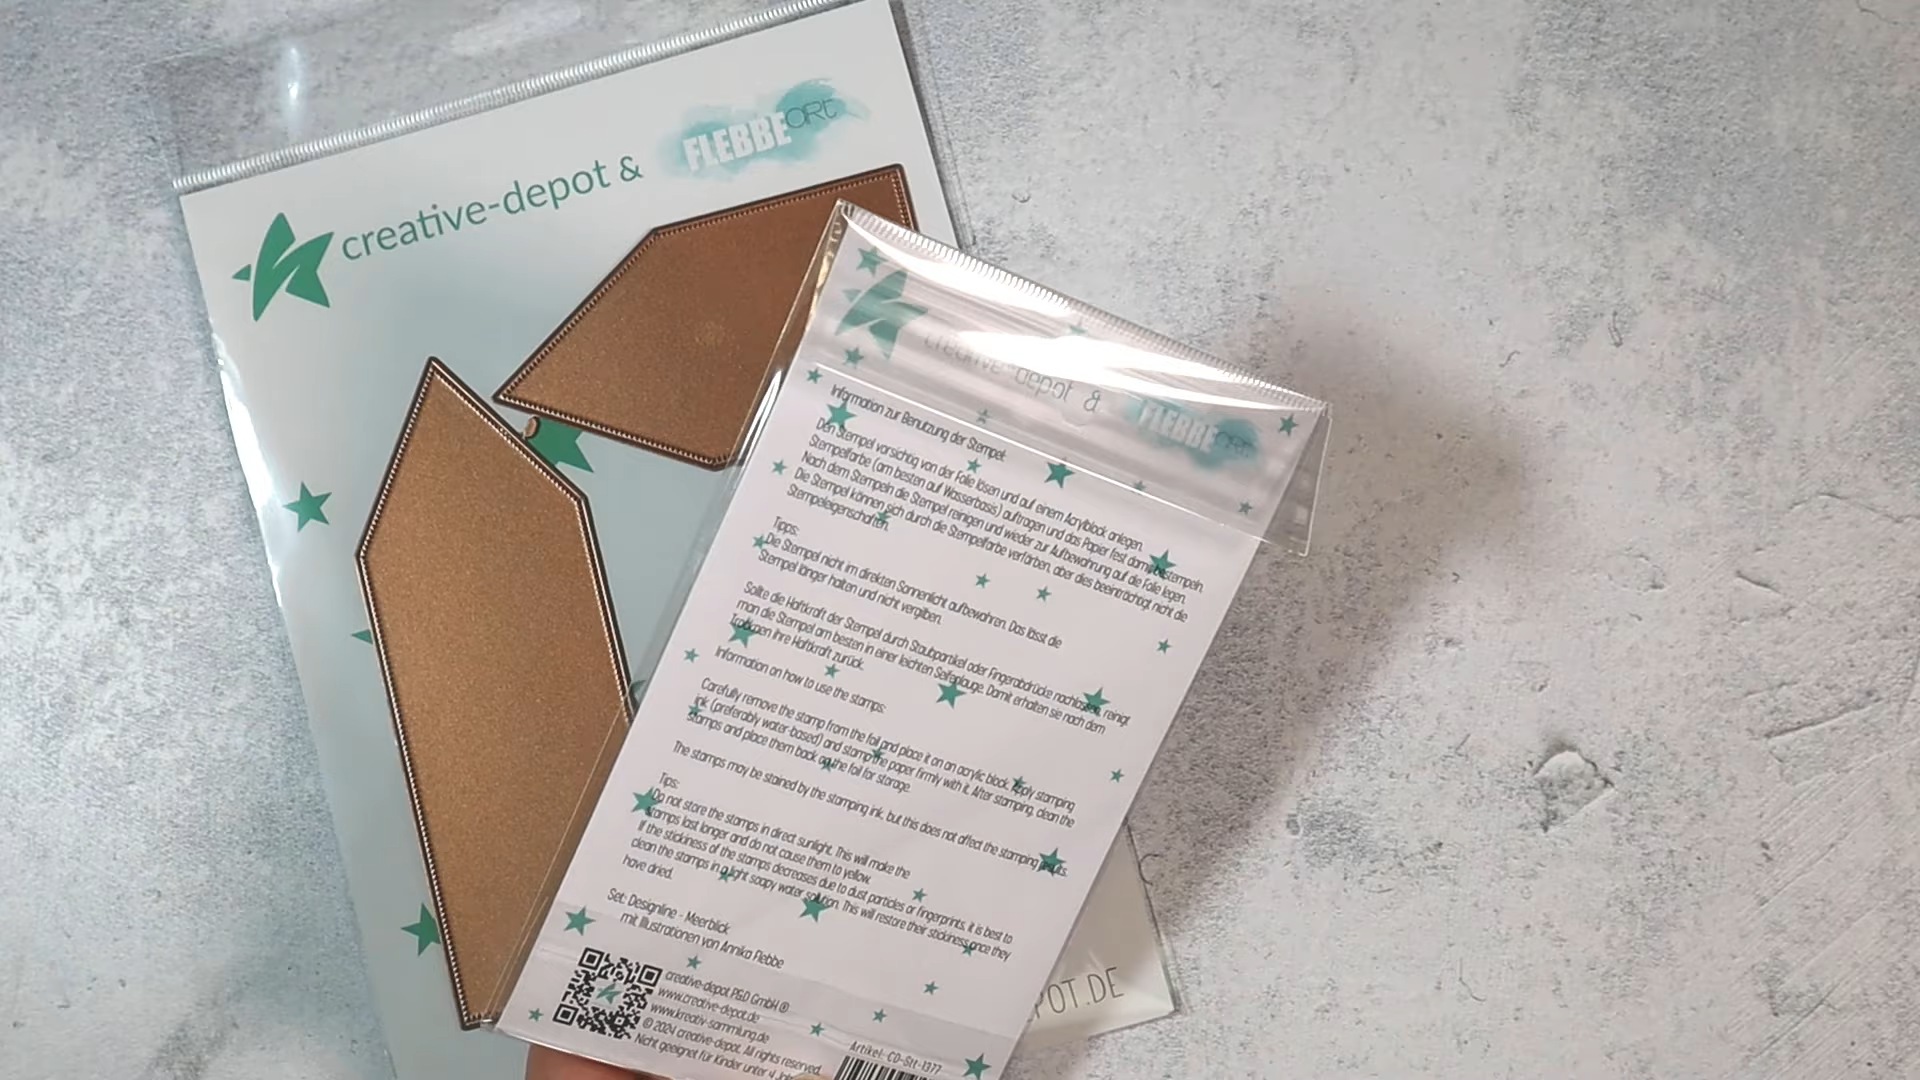 creative-depot & FLEBBE ART
creative-depot & FLEBBE ART
Information zur Benutzung der Stempel:
Den Stempel vorsichtig von der Folie lösen und auf einem Acrylblock anlegen.
Stempelfarbe (am besten auf Wasserbasis) auftragen und das Papier fest damit bestempeln.
Nach dem Stempeln die Stempel reinigen und wieder zur Aufbewahrung auf die Folie legen.
Die Stempel können sich durch die Stempelfarbe verfärben, aber dies beeinträchtigt nicht die
Stempeleigenschaften.
Tipps:
Die Stempel nicht im direkten Sonnenlicht aufbewahren. Das lässt die
Stempel länger halten und nicht vergilben.
Sollte die Haftkraft der Stempel durch Staubpartikel oder Fingerabdrücke nachlassen, reinigt
man die Stempel am besten in einer leichten Seifenlauge. Damit erhalten sie nach dem
Trocknen ihre Haftkraft zurück.
Information on how to use the stamps:
Carefully remove the stamp from the foil and place it on an acrylic block. Apply stamping
ink (preferably water-based) and stamp the paper firmly with it. After stamping, clean the
stamps and place them back on the foil for storage.
The stamps may be stained by the stamping ink, but this does not affect the stamping results.
Tips:
Do not store the stamps in direct sunlight. This will make the
stamps last longer and do not cause them to yellow.
If the stickiness of the stamps decreases due to dust particles or fingerprints, it is best to
clean the stamps in a light soapy water solution. This will restore their stickiness once they
have dried.
Set: Designline - Meerblick
mit Illustrationen von Annika Flebbe
creative-depot P&D GmbH ®
www.creative-depot.de
www.kreativ-sammlung.de
© 2024 creative-depot. All rights reserved.
Nicht geeignet für Kinder unter 4
Artikel: CD-Stt-1377
POT.DE